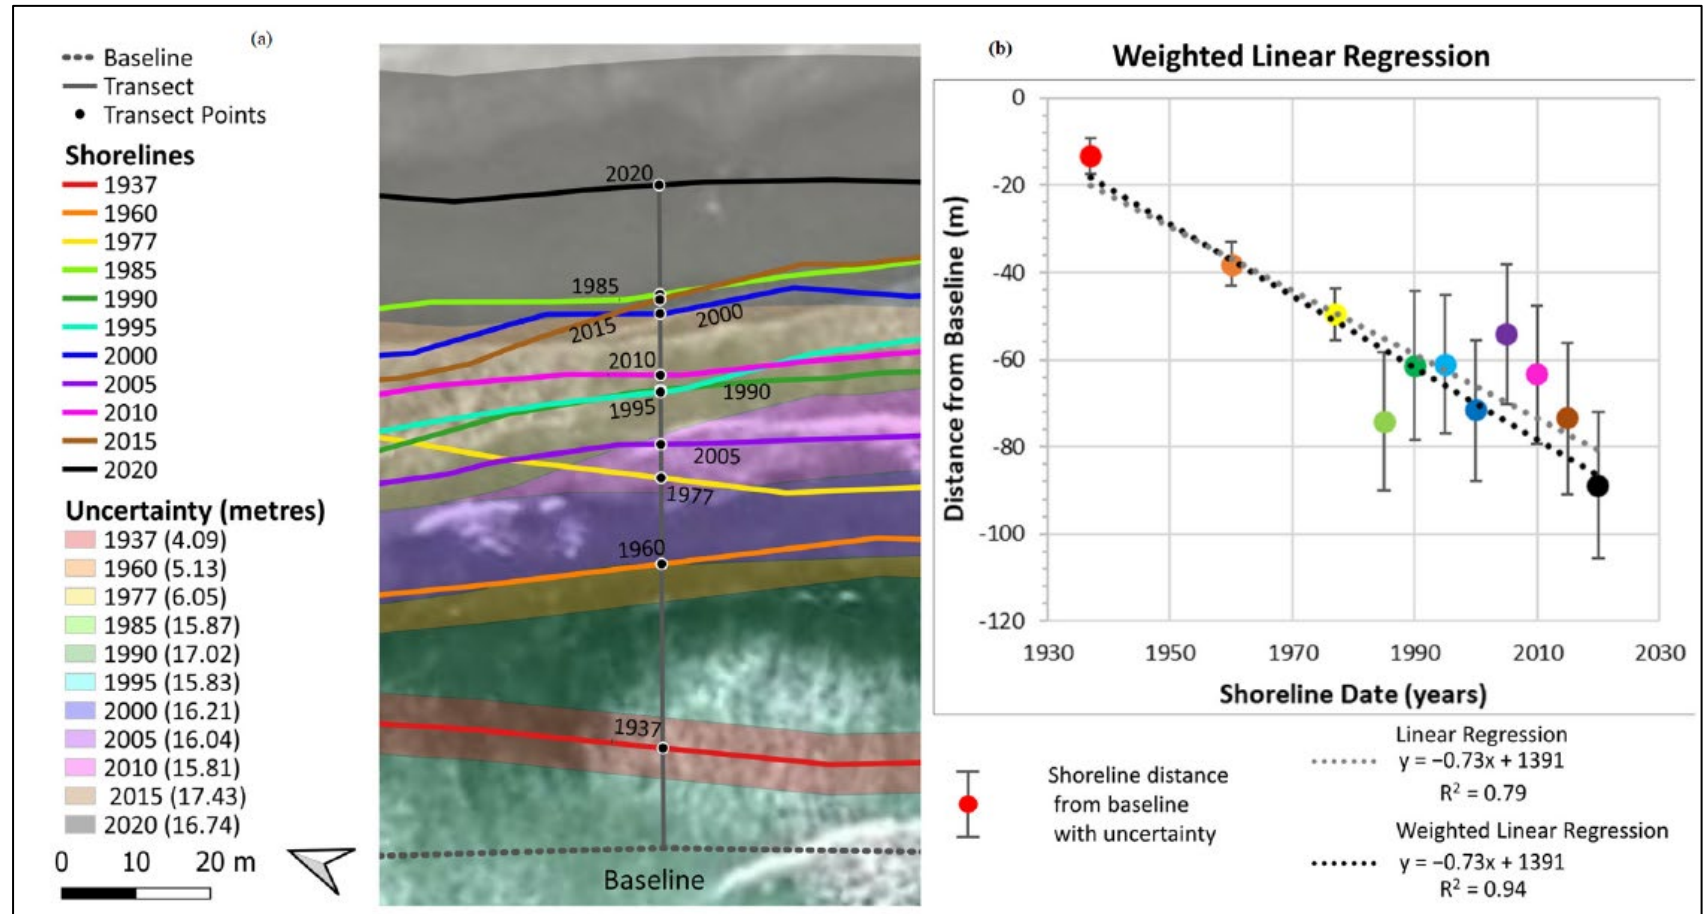 (a)
Baseline
Transect
Transect Points
Shorelines
1937
1960
1977
1985
1990
1995
2000
2005
2010
2015
2020
Uncertainty (metres)
1937 (4.09)
1960 (5.13)
1977 (6.05)
1985 (15.87)
1990 (17.02)
1995 (15.83)
2000 (16.21)
2005 (16.04)
2010 (15.81)
2015 (17.43)
2020 (16.74)
0 10 20 m
2020
1985
2015 2000
2010
1990
1995
2005
1977
1960
1937
Baseline
(b)
Weighted Linear Regression
Distance from Baseline (m)
0
-20
-40
-60
-80
-100
-120
1930 1950 1970 1990 2010 2030
Shoreline Date (years)
Shoreline distance
from baseline
with uncertainty
Linear Regression
y = −0.73x + 1391
R² = 0.79
Weighted Linear Regression
y = −0.73x + 1391
R² = 0.94